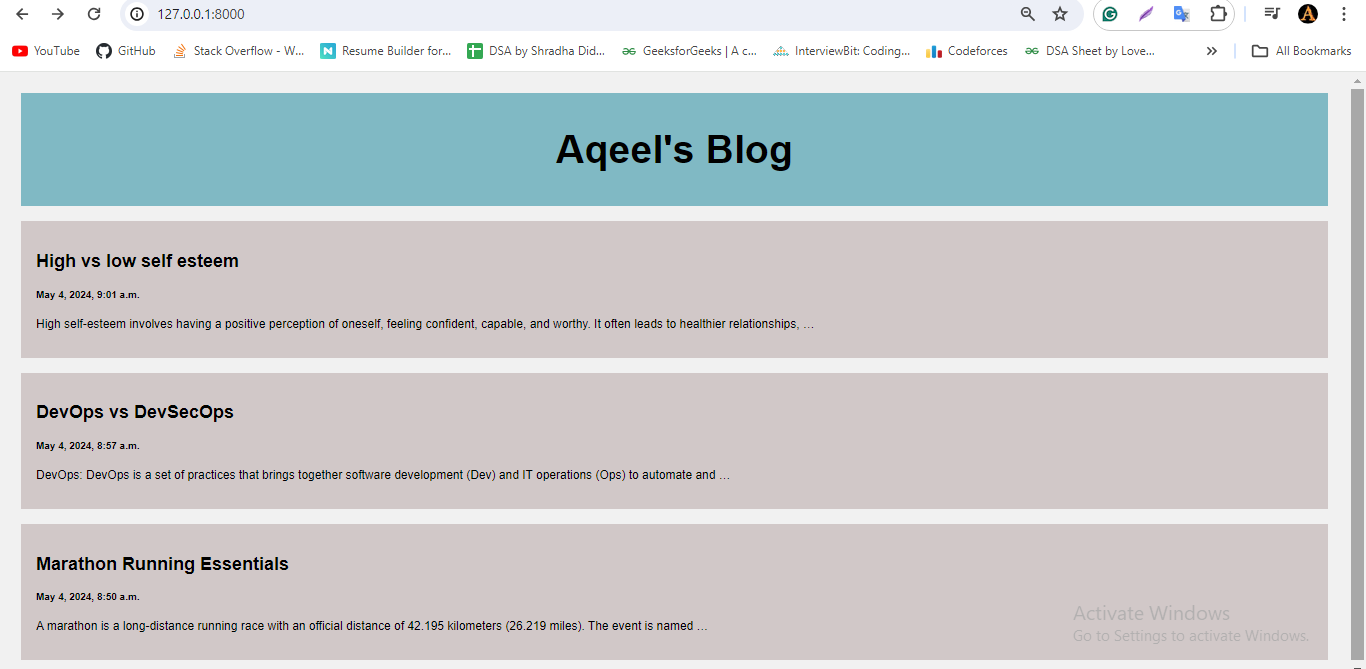 127.0.0.1:8000
YouTube GitHub Stack Overflow - W... Resume Builder for... DSA by Shradha Did... GeeksforGeeks | A c... InterviewBit: Coding... Codeforces DSA Sheet by Love... » All Bookmarks
Aqeel's Blog
High vs low self esteem
May 4, 2024, 9:01 a.m.
High self-esteem involves having a positive perception of oneself, feeling confident, capable, and worthy. It often leads to healthier relationships, …
DevOps vs DevSecOps
May 4, 2024, 8:57 a.m.
DevOps: DevOps is a set of practices that brings together software development (Dev) and IT operations (Ops) to automate and …
Marathon Running Essentials
May 4, 2024, 8:50 a.m.
A marathon is a long-distance running race with an official distance of 42.195 kilometers (26.219 miles). The event is named …
Activate Windows
Go to Settings to activate Windows.